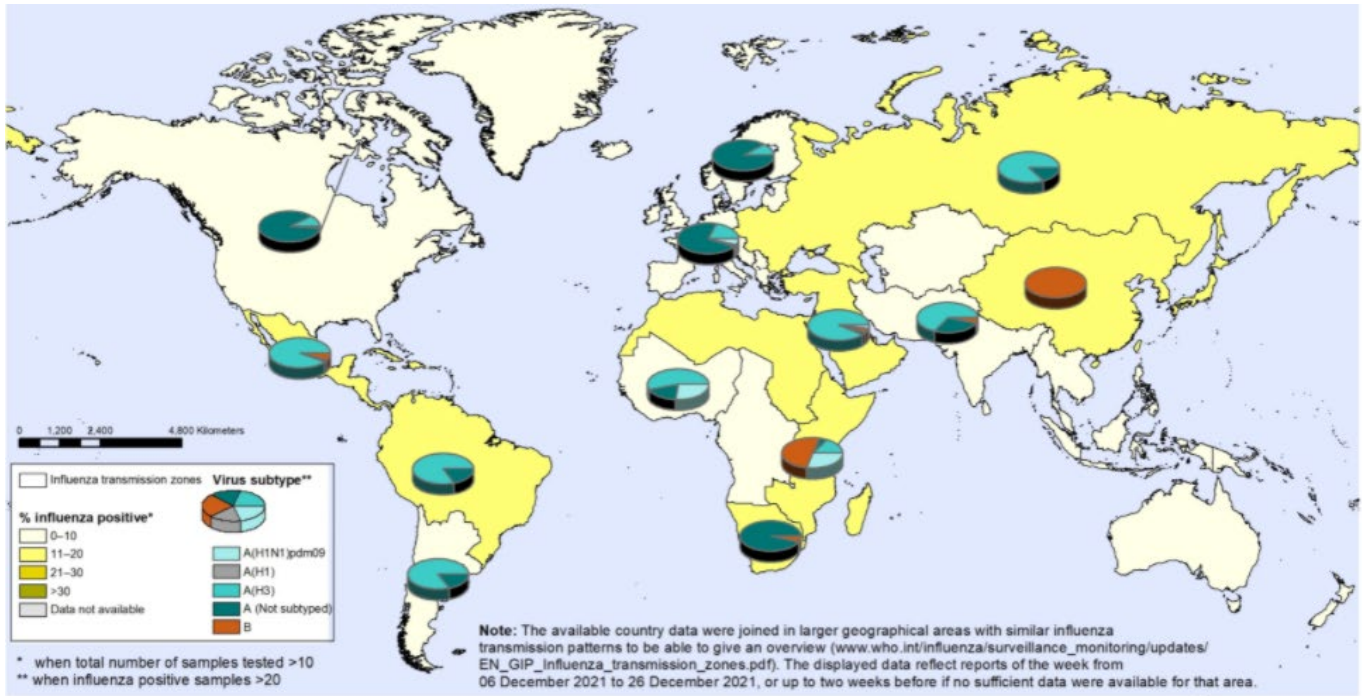 0 1,200 2,400 4,800 Kilometers
Influenza transmission zones
Virus subtype**
% influenza positive*
0–10
11–20
21–30
>30
Data not available
A(H1N1)pdm09
A(H1)
A(H3)
A (Not subtyped)
B
* when total number of samples tested >10
** when influenza positive samples >20
Note: The available country data were joined in larger geographical areas with similar influenza
transmission patterns to be able to give an overview (www.who.int/influenza/surveillance_monitoring/updates/
EN_GIP_Influenza_transmission_zones.pdf). The displayed data reflect reports of the week from
06 December 2021 to 26 December 2021, or up to two weeks before if no sufficient data were available for that area.